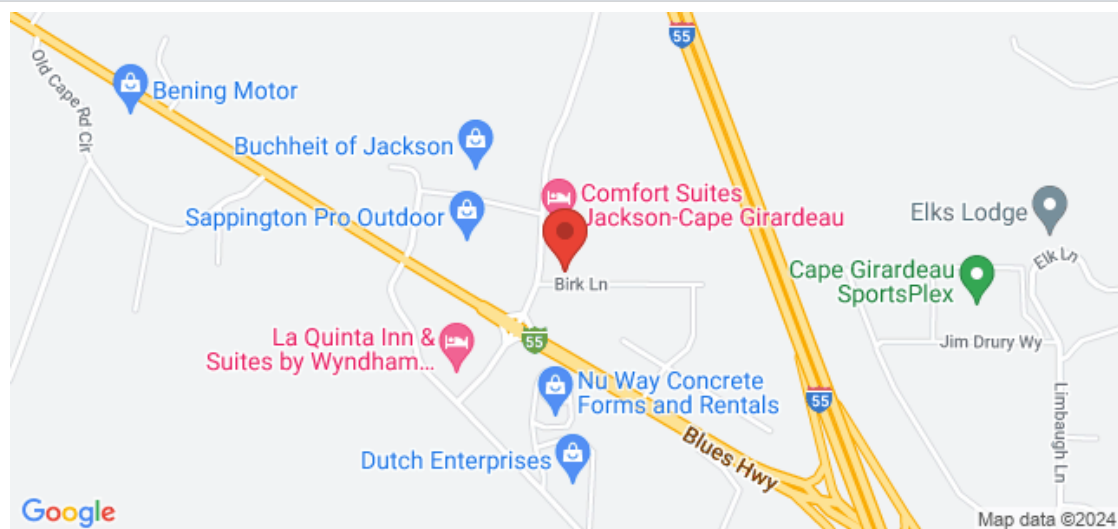 55
Old Cape Rd Cir
Bening Motor
Buchheit of Jackson
Comfort Suites
Jackson-Cape Girardeau
Sappington Pro Outdoor
Elks Lodge
Elk Ln
Cape Girardeau
SportsPlex
Birk Ln
La Quinta Inn &
Suites by Wyndham...
55
Jim Drury Wy
Nu Way Concrete
Forms and Rentals
55
Limbaugh Ln
Blues Hwy
Dutch Enterprises
Google
Map data ©2024